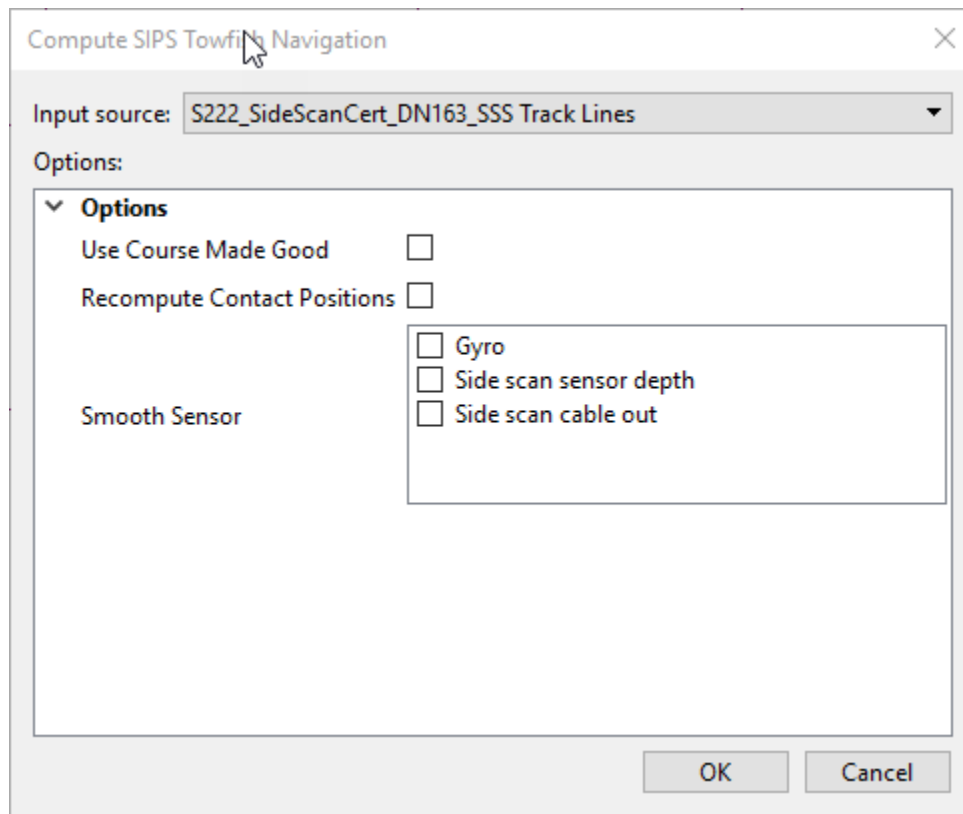 Compute SIPS Towfish Navigation
Input source: S222_SideScanCert_DN163_SSS Track Lines
Options:
Options
Use Course Made Good
Recompute Contact Positions
Gyro
Side scan sensor depth
Smooth Sensor
Side scan cable out
OK Cancel